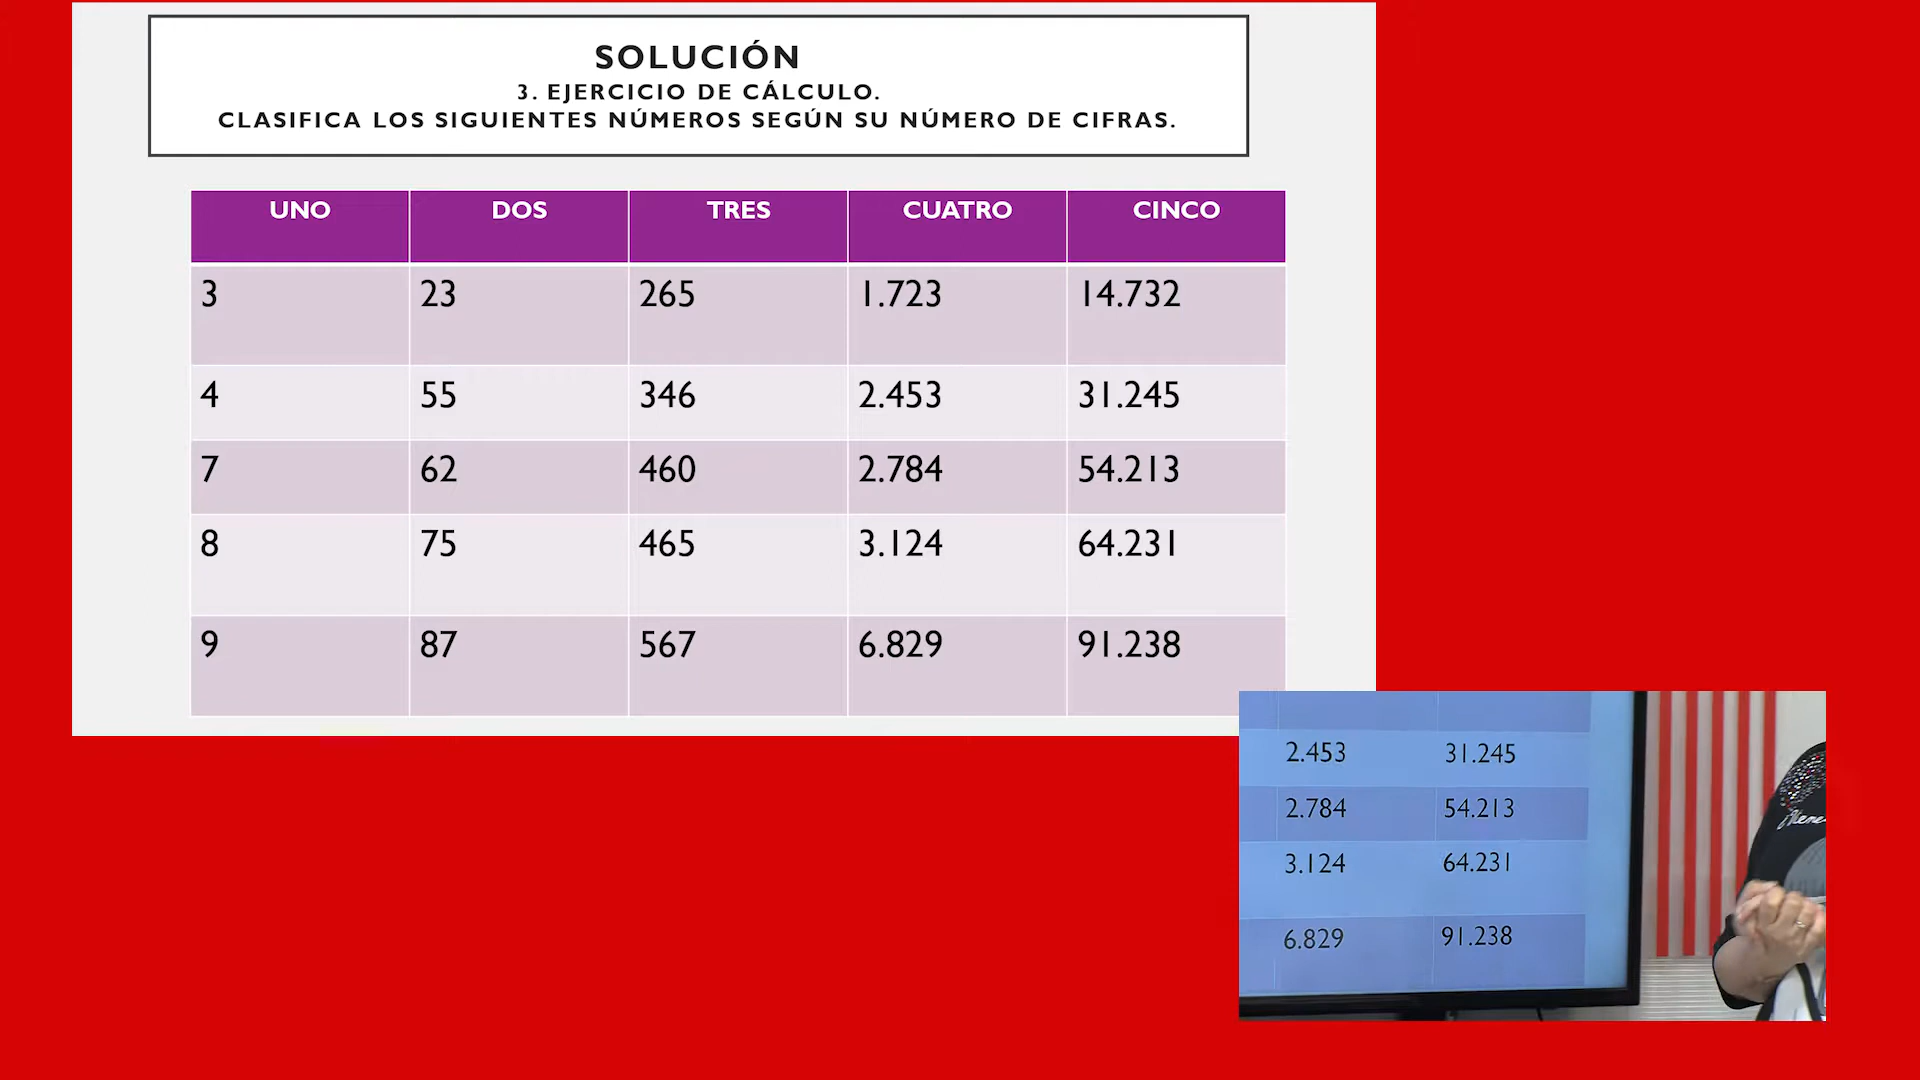 SOLUCIÓN
3. EJERCICIO DE CÁLCULO.
CLASIFICA LOS SIGUIENTES NÚMEROS SEGÚN SU NÚMERO DE CIFRAS.
UNO DOS TRES CUATRO CINCO
3 23 265 1.723 14.732
4 55 346 2.453 31.245
7 62 460 2.784 54.213
8 75 465 3.124 64.231
9 87 567 6.829 91.238
2.453 31.245
2.784 54.213
3.124 64.231
6.829 91.238